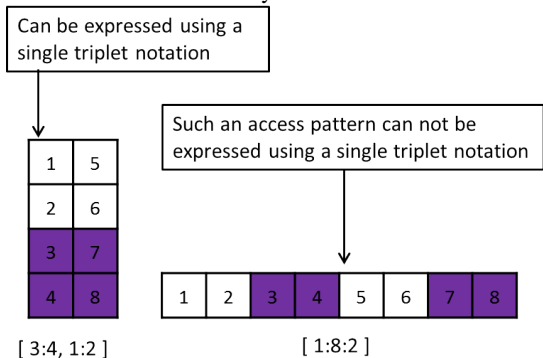 Can be expressed using a
single triplet notation
Such an access pattern can not be
expressed using a single triplet notation
1 5
2 6
3 7
4 8
1 2 3 4 5 6 7 8
[ 3:4, 1:2 ]
[ 1:8:2 ]